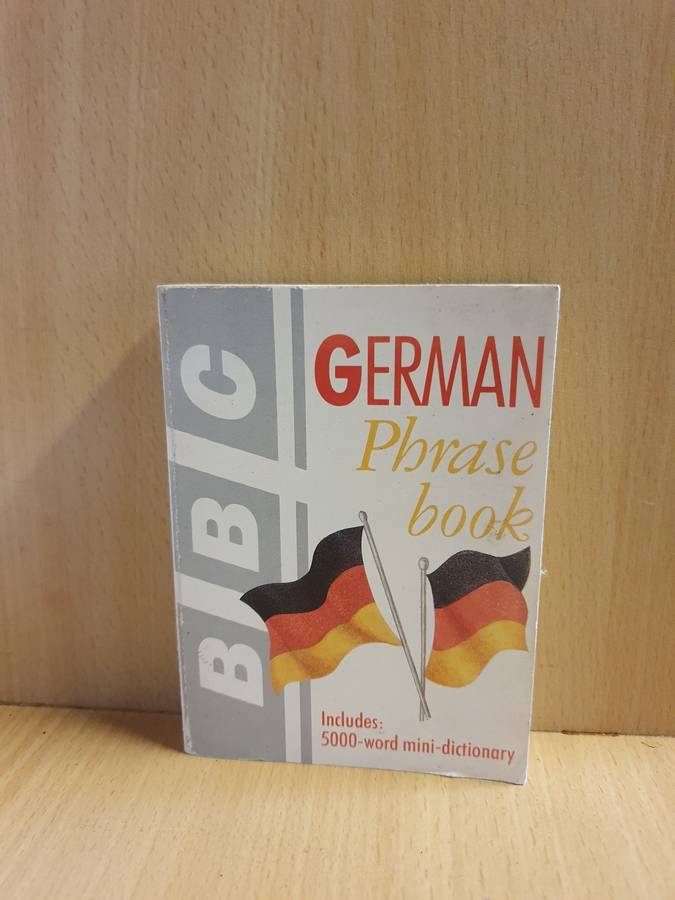 BBC
GERMAN
Phrase
book
Includes:
5000-word mini-dictionary